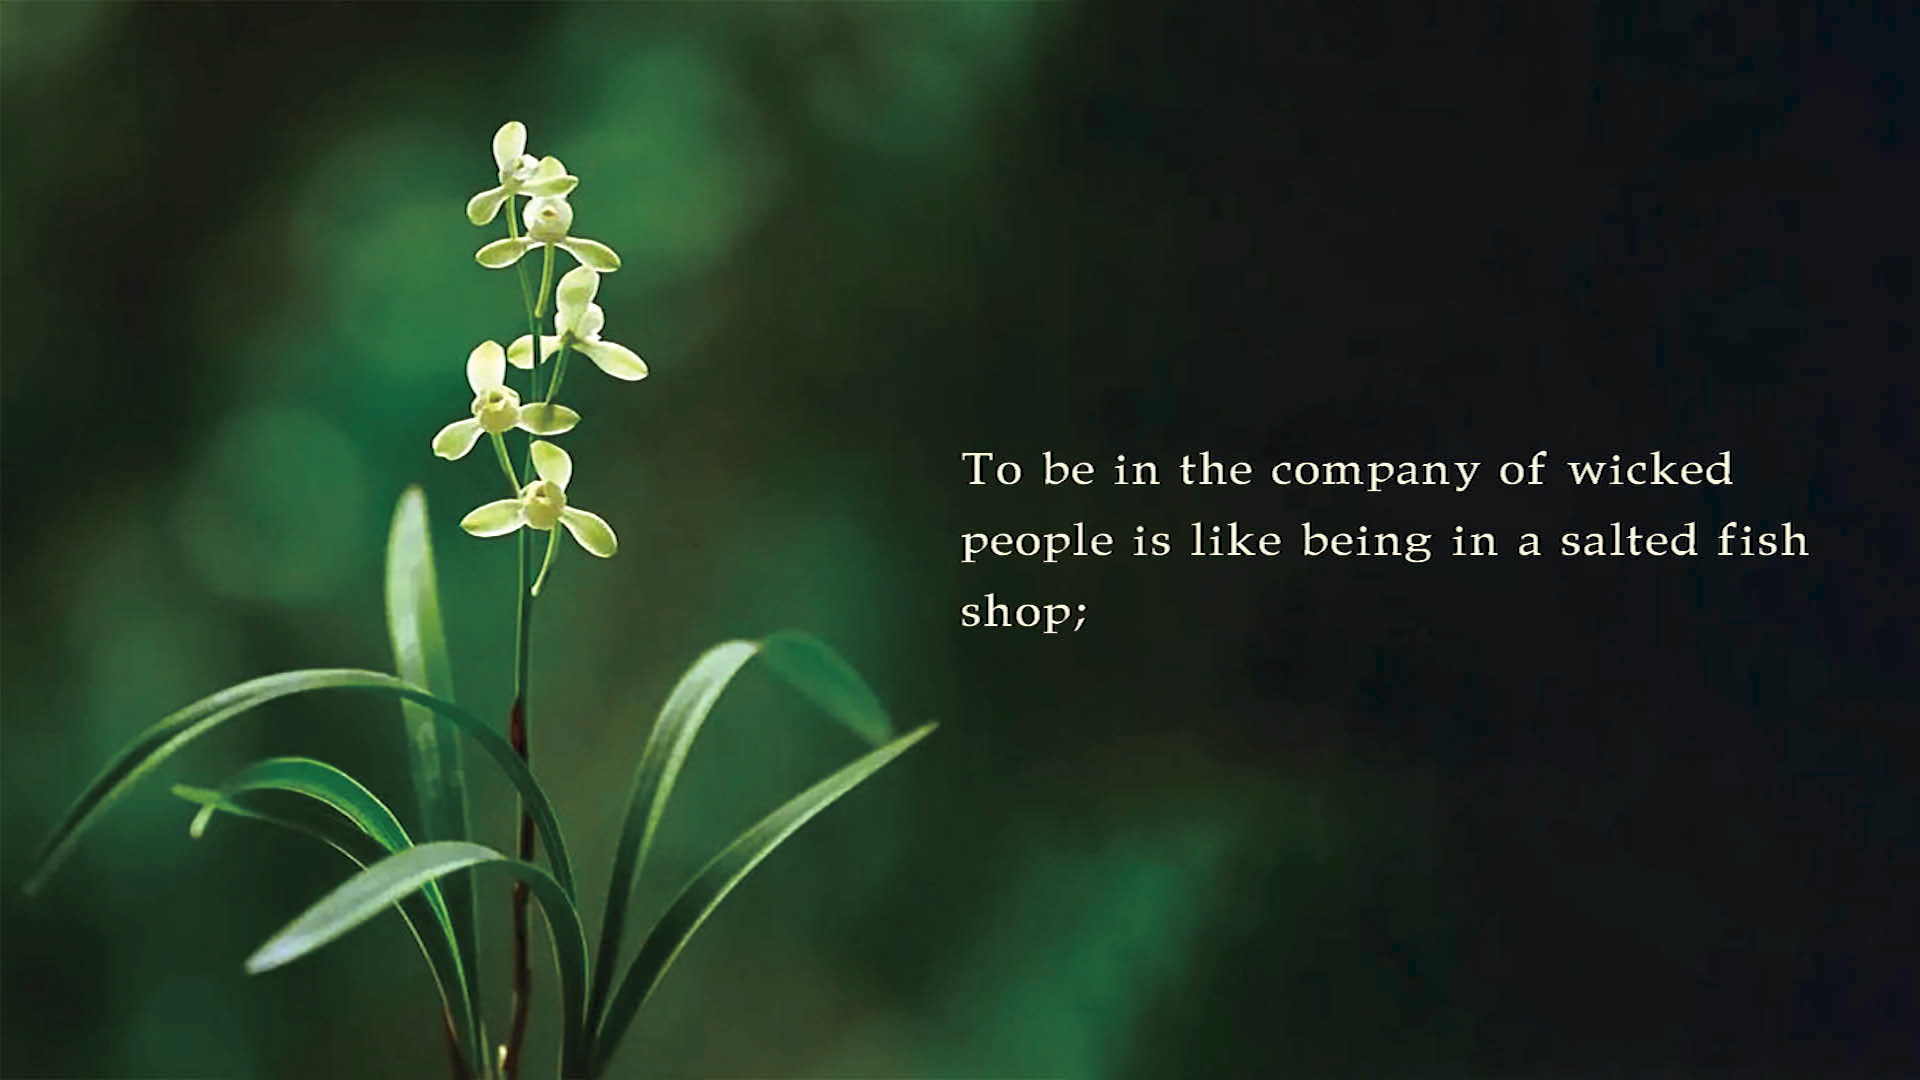 To be in the company of wicked
people is like being in a salted fish
shop;